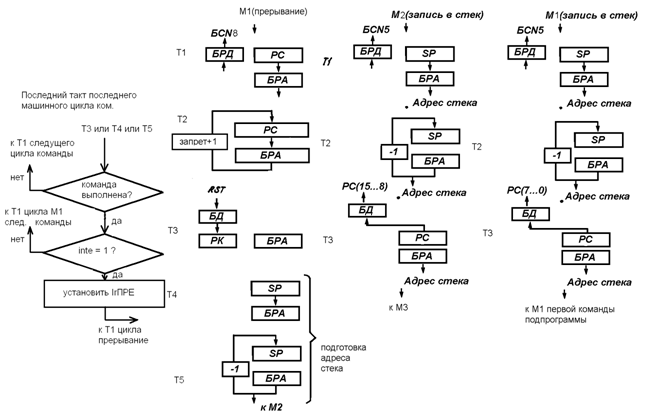 Последний такт последнего
машинного цикла ком.
Т3 или Т4 или Т5
к Т1 следущего
цикла команды
нет
команда
выполнена?
да
к Т1 цикла М1
след. команды
нет
inte = 1 ?
да
установить IrПРЕ
к Т1 цикла
прерывание
М1(прерывание)
БСN8
Т1
БРД
РС
БРА
Т2
запрет+1
РС
БРА
RST
БД
Т3
РК
БРА
Т4
SP
БРА
Т5
-1
SP
БРА
к М2
подготовка
адреса
стека
М2(запись в стек)
БСN5
Т1
БРД
SP
БРА
Адрес стека
Т2
-1
SP
БРА
Адрес стека
РС(15...8)
БД
Т3
РС
БРА
Адрес стека
к М3
М1(запись в стек)
БСN5
БРД
SP
БРА
Адрес стека
Т2
-1
SP
БРА
Адрес стека
РС(7...0)
БД
Т3
РС
БРА
Адрес стека
к М1 первой команды
подпрограммы